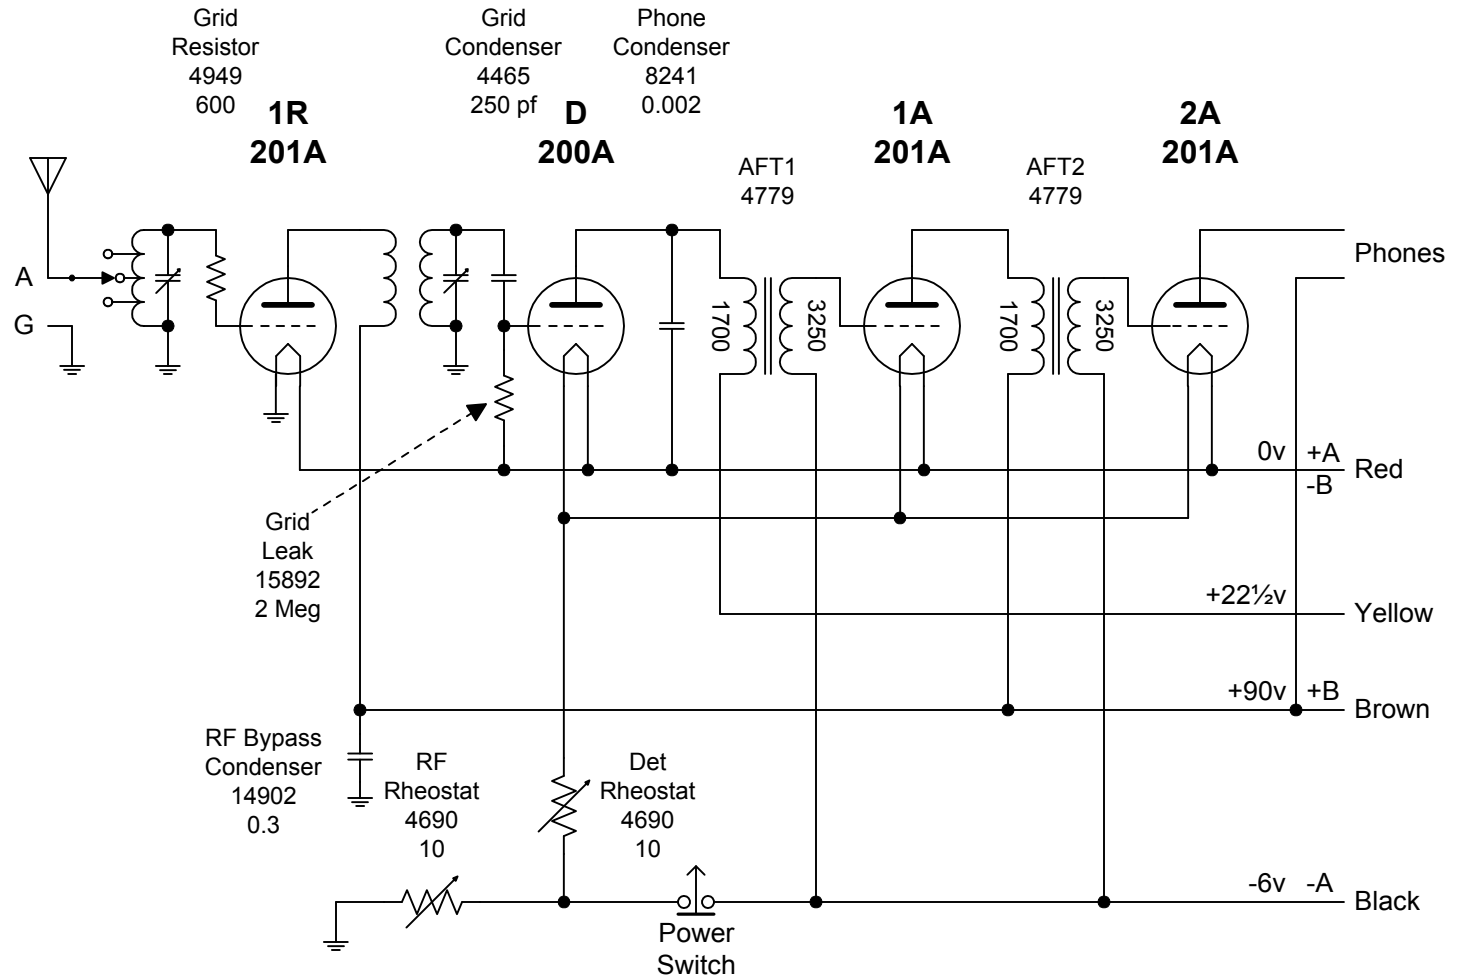 Grid
Resistor
4949
600
1R
201A
Grid
Condenser
4465
250 pf
D
200A
Phone
Condenser
8241
0.002
1A
201A
2A
201A
AFT1
4779
AFT2
4779
A
G
1700
3250
1700
3250
Phones
0v
+A
-B
Red
Grid
Leak
15892
2 Meg
+22½v
Yellow
+90v
+B
Brown
RF Bypass
Condenser
14902
0.3
RF
Rheostat
4690
10
Det
Rheostat
4690
10
-6v
-A
Black
Power
Switch